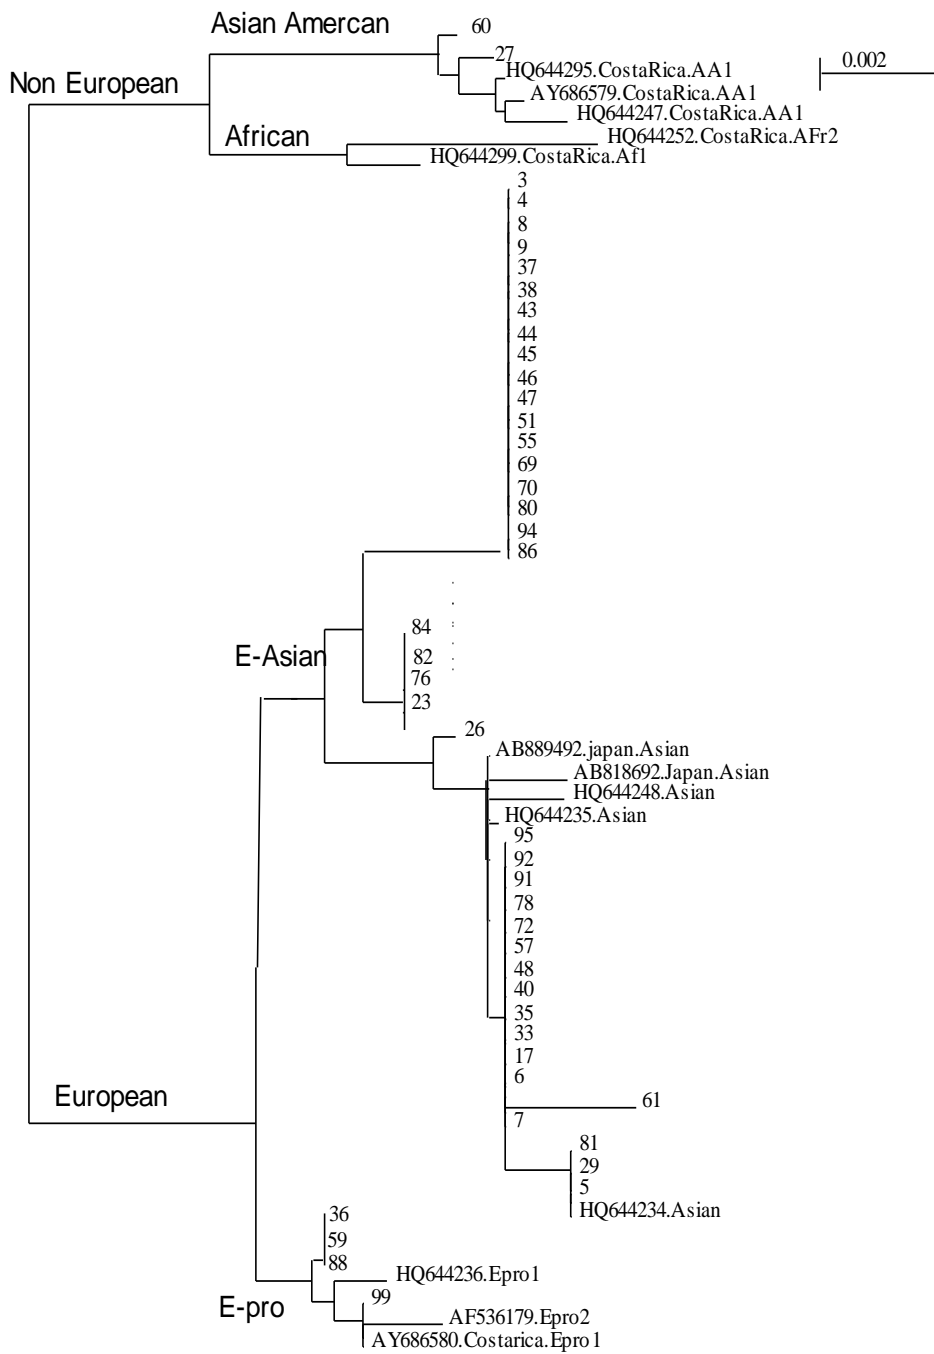 Asian Amercan
60
27
0.002
HQ644295.CostaRica.AA1
Non European
AY686579.CostaRica.AA1
HQ644247.CostaRica.AA1
African
HQ644252.CostaRica.AFr2
HQ644299.CostaRica.Af1
3
4
8
9
37
38
43
44
45
46
47
51
55
69
70
80
94
86
84
E-Asian
82
76
23
26
AB889492.japan.Asian
AB818692.Japan.Asian
HQ644248.Asian
HQ644235.Asian
95
92
91
78
72
57
48
40
35
33
17
6
European
61
7
81
29
5
HQ644234.Asian
36
59
88
HQ644236.Epro1
99
E-pro
AF536179.Epro2
AY686580.Costarica.Epro1